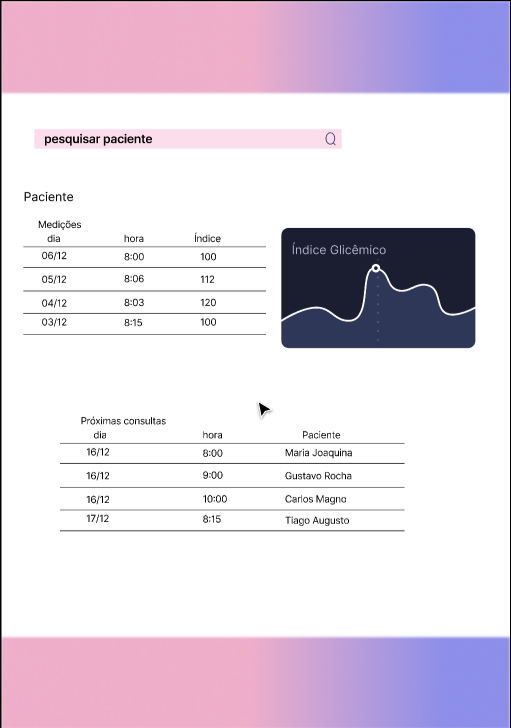 pesquisar paciente
Paciente
Medições
dia hora Índice
06/12 8:00 100
05/12 8:06 112
04/12 8:03 120
03/12 8:15 100
Índice Glicêmico
Próximas consultas
dia hora Paciente
16/12 8:00 Maria Joaquina
16/12 9:00 Gustavo Rocha
16/12 10:00 Carlos Magno
17/12 8:15 Tiago Augusto